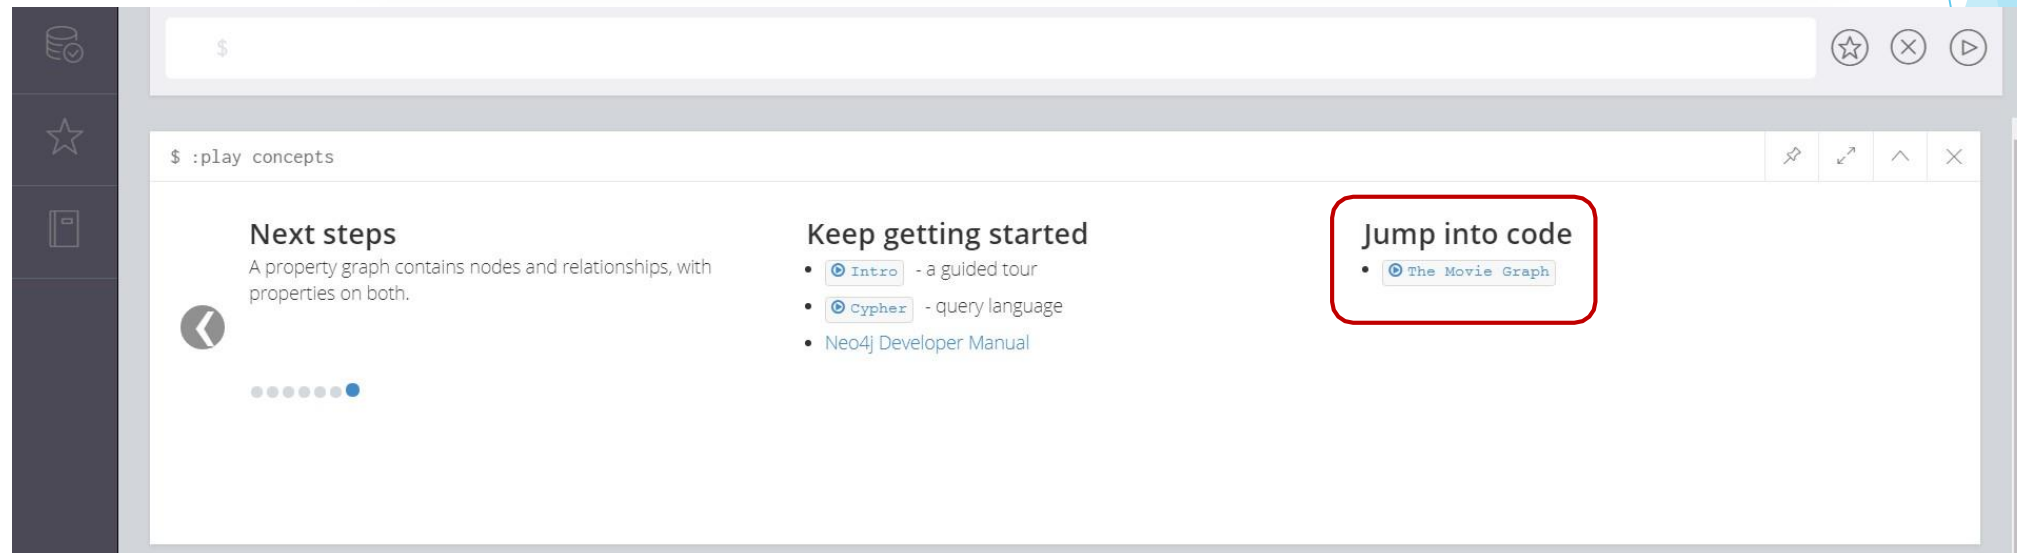 $
$ :play concepts
Next steps
A property graph contains nodes and relationships, with
properties on both.
Keep getting started
Intro - a guided tour
Cypher - query language
Neo4j Developer Manual
Jump into code
The Movie Graph